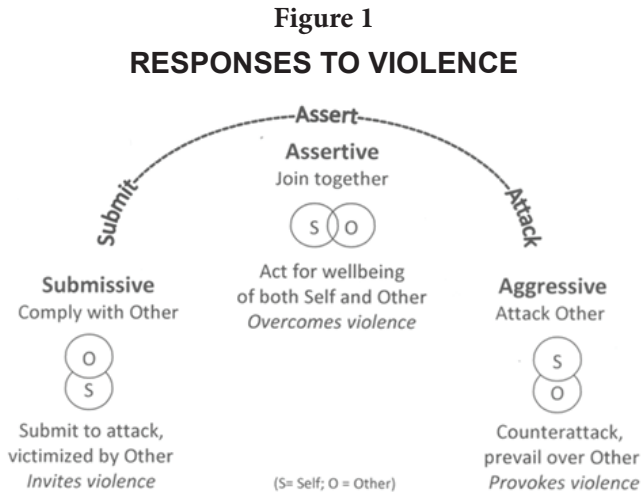 Figure 1
RESPONSES TO VIOLENCE
Assert
Submit
Attack
Assertive
Join together
S O
Act for wellbeing
of both Self and Other
Overcomes violence
Submissive
Comply with Other
O
S
Submit to attack,
victimized by Other
Invites violence
Aggressive
Attack Other
S
O
Counterattack,
prevail over Other
Provokes violence
(S= Self; O = Other)